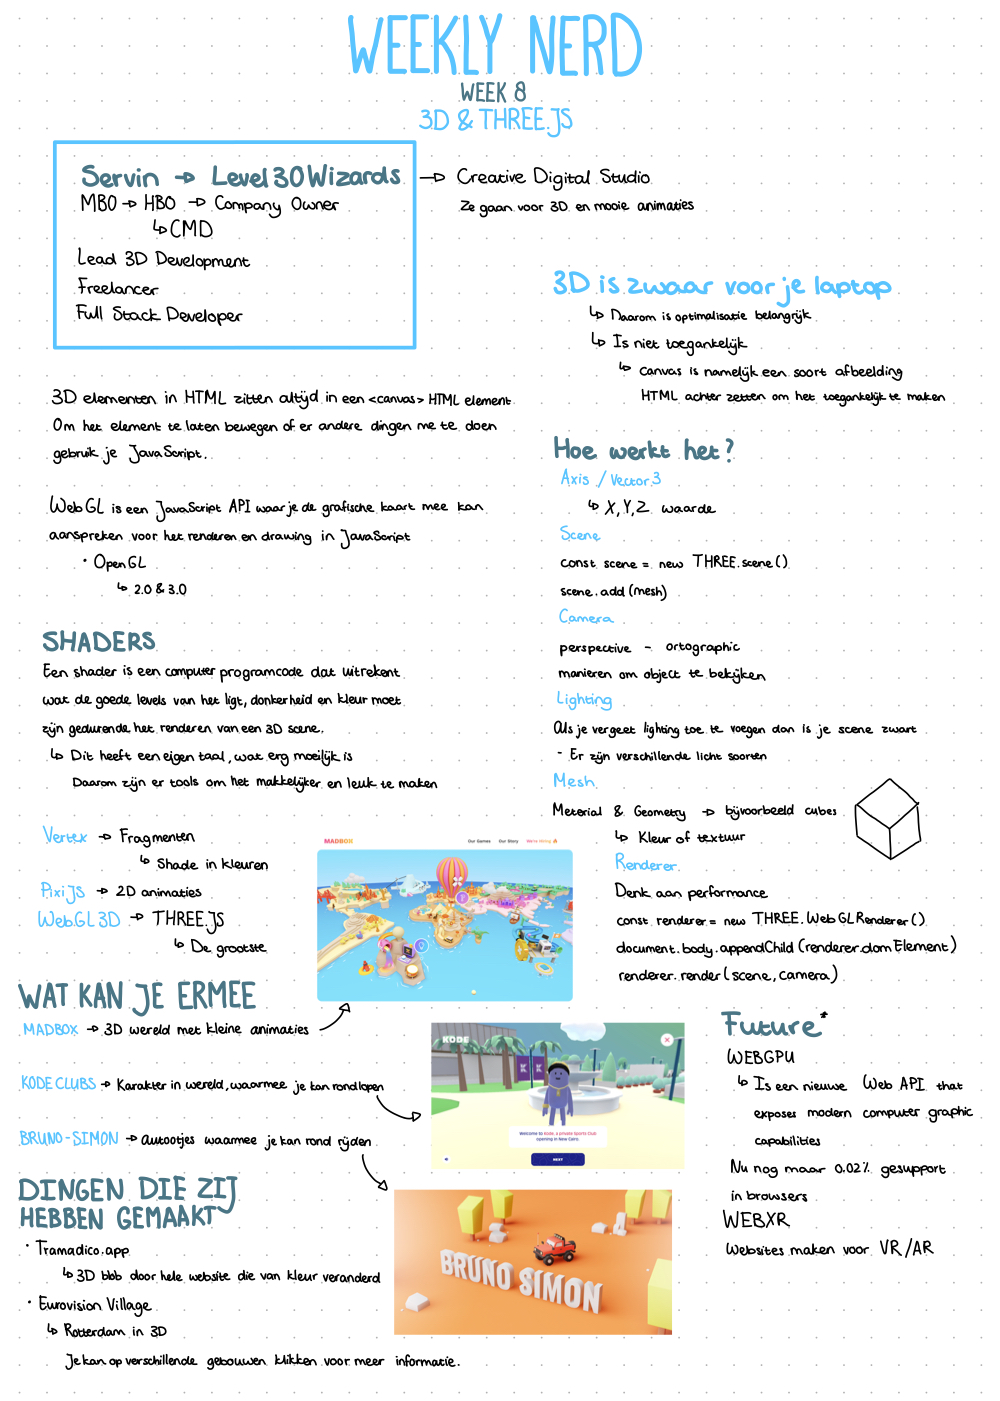 WEEKLY NERD
WEEK 8
3D & THREE.JS
Servin → Level30Wizards → Creative Digital Studio
MBO → HBO → Company Owner
↳ CMD
Ze gaan voor 3D en mooie animaties
Lead 3D Development
Freelancer
Full Stack Developer
3D elementen in HTML zitten altijd in een <canvas> HTML element
Om het element te laten bewegen of er andere dingen me te doen
gebruik je JavaScript.
WebGL is een JavaScript API waar je de grafische kaart mee kan
aanspreken voor het renderen en drawing in JavaScript
• OpenGL
↳ 2.0 & 3.0
SHADERS
Een shader is een computer programcode dat uitrekent
wat de goede levels van het ligt, donkerheid en kleur moet
zijn gedurende het renderen van een 3D scene.
↳ Dit heeft een eigen taal, wat erg moeilijk is
Daarom zijn er tools om het makkelijker en leuk te maken
Vertex → Fragmenten
↳ Shade in kleuren
PixiJS → 2D animaties
WebGL3D → THREE.JS
↳ De grootste
WAT KAN JE ERMEE
MADBOX → 3D wereld met kleine animaties
KODE CLUBS → Karakter in wereld, waarmee je kan rondlopen
BRUNO-SIMON → autootjes waarmee je kan rond rijden
DINGEN DIE ZIJ
HEBBEN GEMAAKT
• Tramadico.app
↳ 3D bbb door hele website die van kleur veranderd
• Eurovision Village
↳ Rotterdam in 3D
Je kan op verschillende gebouwen klikken voor meer informatie.
MADBOX
Our Games Our Story We're Hiring
KODE
Welcome to Kode, a private Sports Club
opening in New Cairo.
NEXT
BRUNO SIMON
3D is zwaar voor je laptop
↳ Daarom is optimalisatie belangrijk
↳ Is niet toegankelijk
↳ canvas is namelijk een soort afbeelding
HTML achter zetten om het toegankelijk te maken
Hoe werkt het?
Axis / Vector 3
↳ X, Y, Z waarde
Scene
const scene = new THREE.scene()
scene.add(mesh)
Camera
perspective - ortographic
manieren om object te bekijken
Lighting
Als je vergeet lighting toe te voegen dan is je scene zwart
- Er zijn verschillende licht soorten
Mesh
Material & Geometry → bijvoorbeeld cubes
↳ Kleur of textuur
Renderer
Denk aan performance
const renderer = new THREE.WebGLRenderer()
document.body.appendChild(renderer.domElement)
renderer.render(scene, camera)
Future*
WEBGPU
↳ Is een nieuwe Web API that
exposes modern computer graphic
capabilities
Nu nog maar 0.02% gesupport
in browsers
WEBXR
Websites maken voor VR/AR